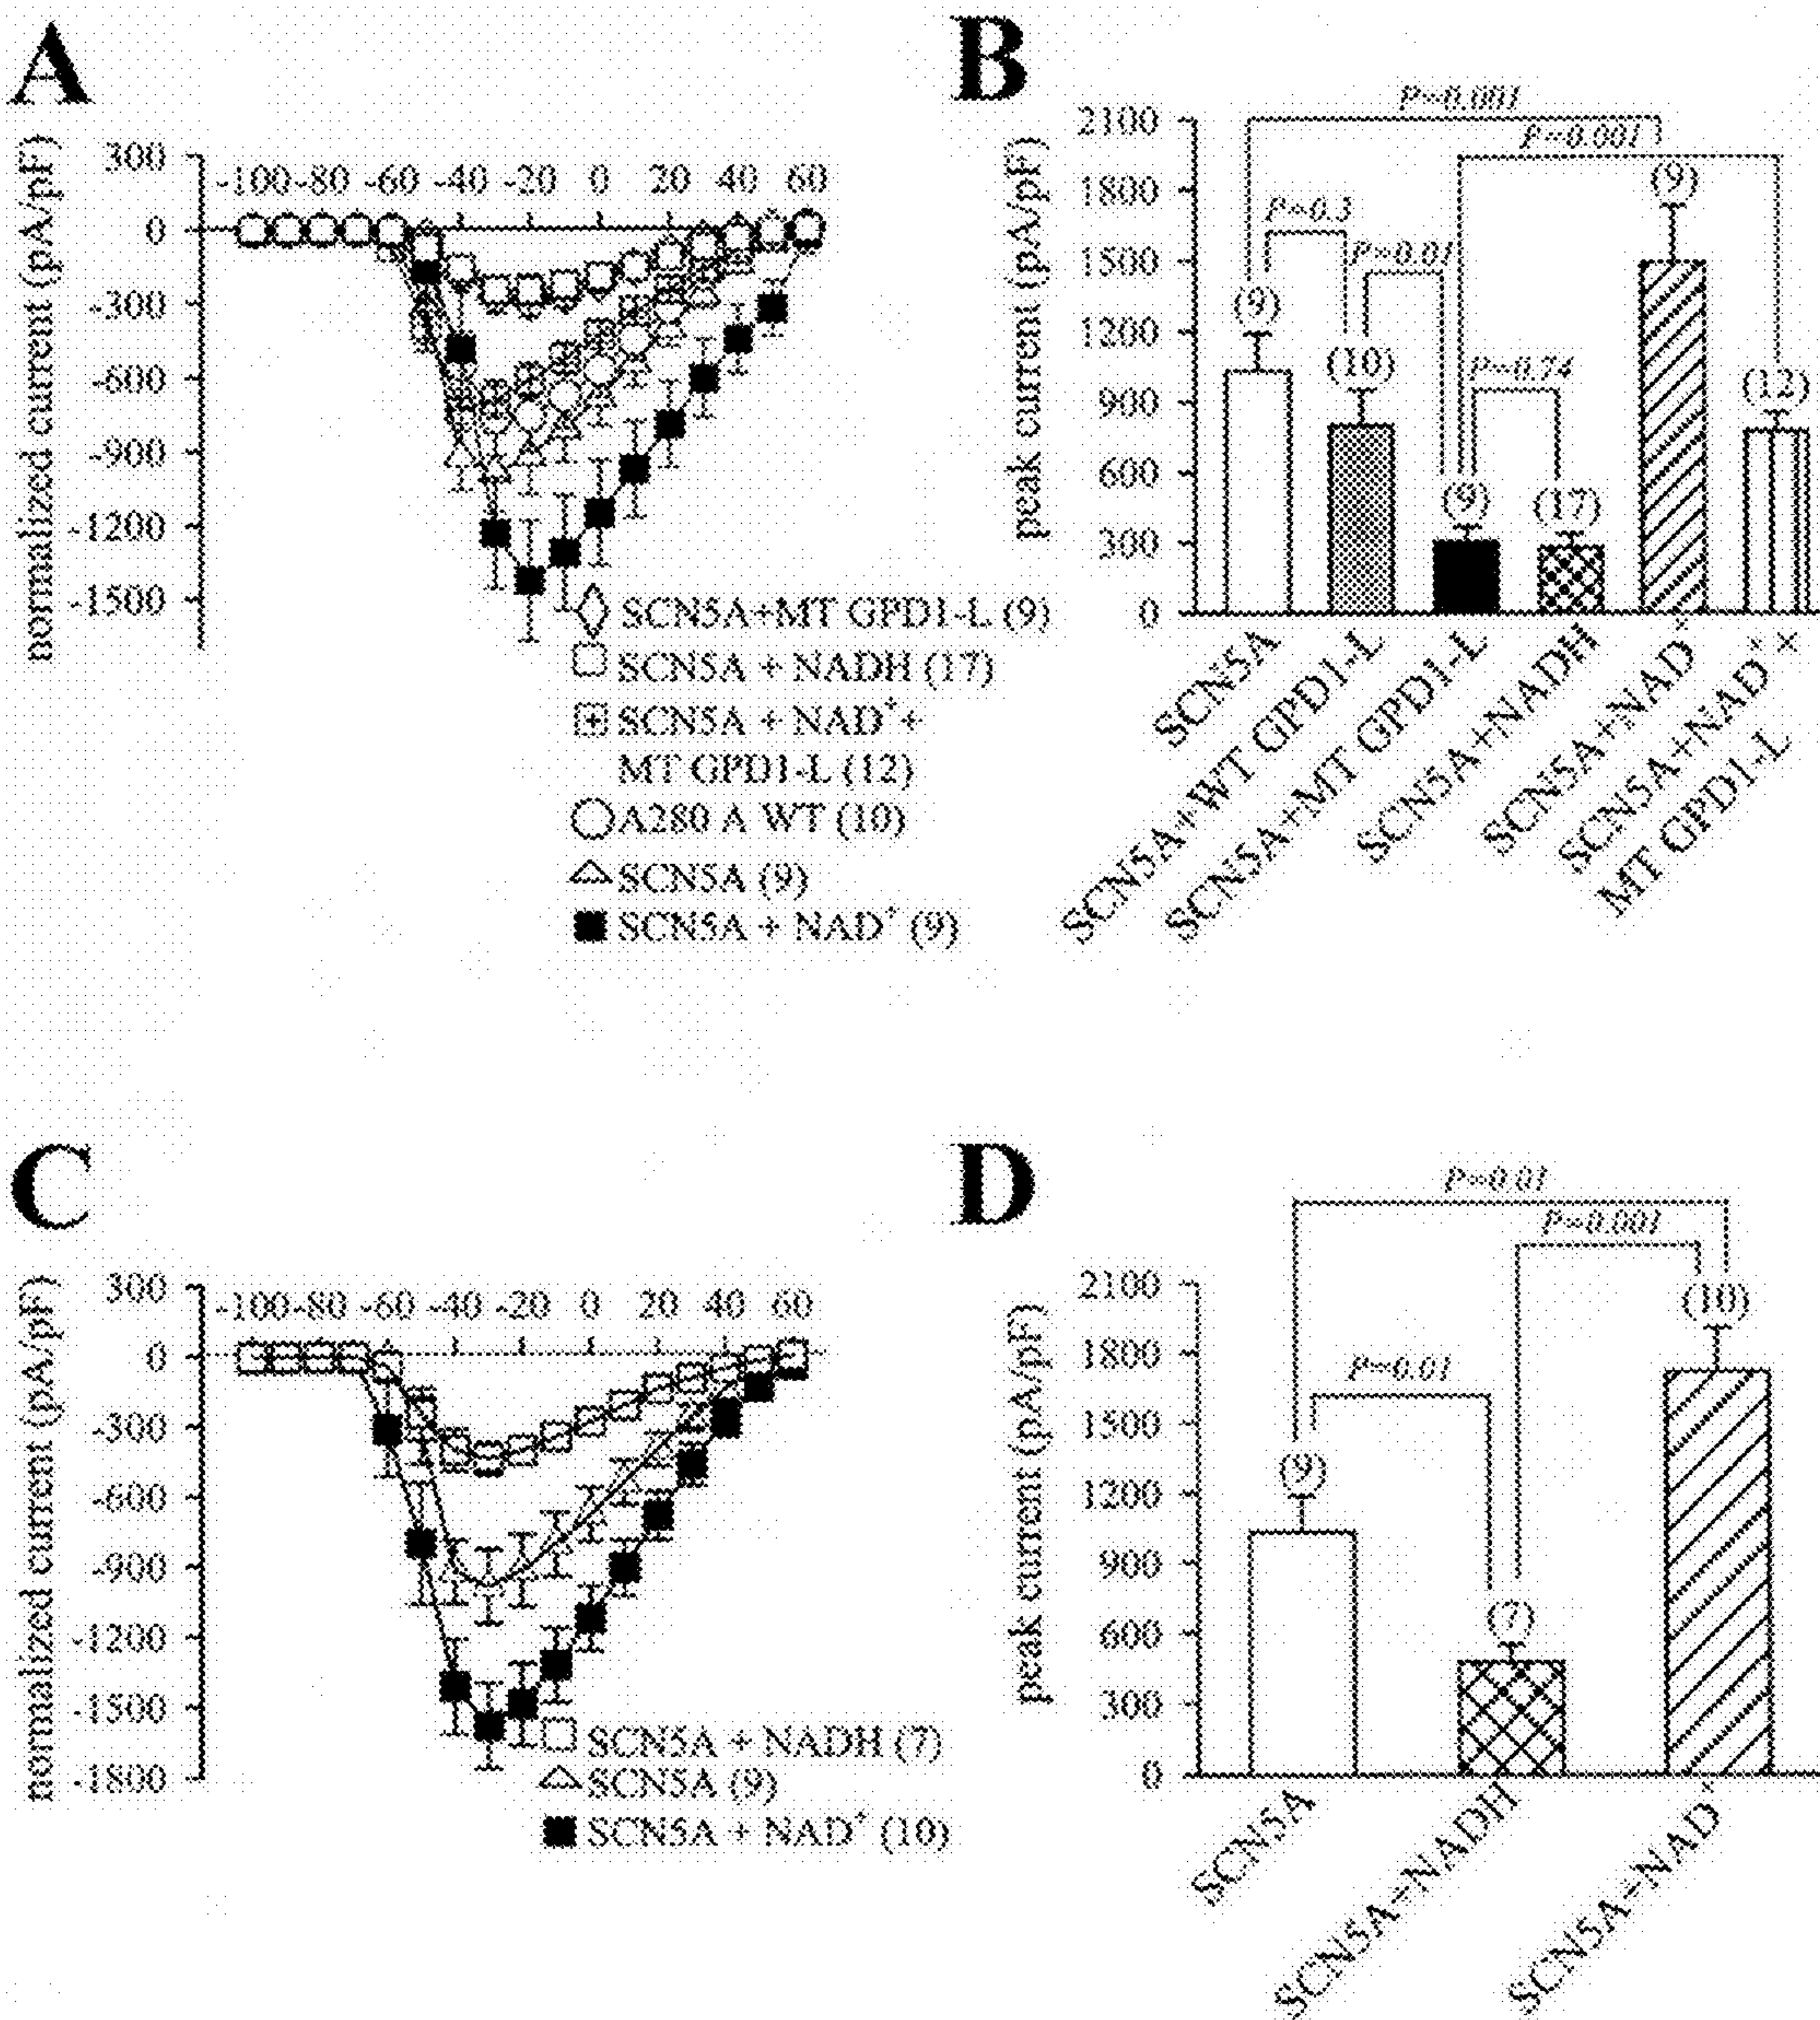 A
normalized current (pA/pF)
300
0
-300
-600
-900
-1200
-1500
-100 -80 -60 -40 -20 0 20 40 60
SCN5A+MT GPD1-L (9)
SCN5A + NADH (17)
SCN5A + NAD⁺+
MT GPD1-L (12)
A280 A WT (10)
SCN5A (9)
SCN5A + NAD⁺ (9)
B
peak current (pA/pF)
2100
1800
1500
1200
900
600
300
0
P=0.001
P=0.001
P=0.3
P=0.01
P=0.74
(9)
(10)
(9)
(17)
(9)
(12)
SCN5A
SCN5A+WT GPD1-L
SCN5A+MT GPD1-L
SCN5A+NADH
SCN5A+NAD⁺
SCN5A+NAD⁺+
MT GPD1-L
C
normalized current (pA/pF)
300
0
-300
-600
-900
-1200
-1500
-1800
-100 -80 -60 -40 -20 0 20 40 60
SCN5A + NADH (7)
SCN5A (9)
SCN5A + NAD⁺ (10)
D
peak current (pA/pF)
2100
1800
1500
1200
900
600
300
0
P=0.01
P=0.001
P=0.01
(9)
(7)
(10)
SCN5A
SCN5A+NADH
SCN5A+NAD⁺